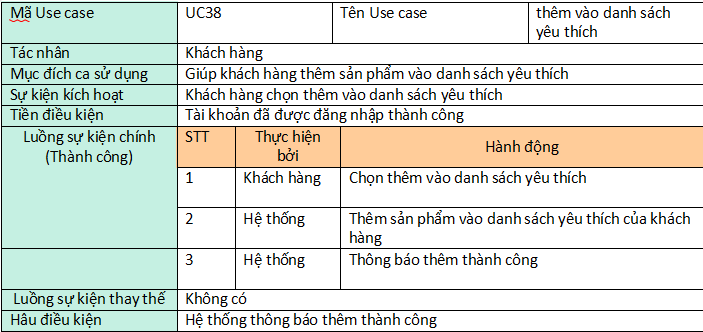 Mã Use case UC38 Tên Use case thêm vào danh sách
yêu thích
Tác nhân Khách hàng
Mục đích ca sử dụng Giúp khách hàng thêm sản phẩm vào danh sách yêu thích
Sự kiện kích hoạt Khách hàng chọn thêm vào danh sách yêu thích
Tiền điều kiện Tài khoản đã được đăng nhập thành công
Luồng sự kiện chính STT Thực hiện
(Thành công) bởi Hành động
1 Khách hàng Chọn thêm vào danh sách yêu thích
2 Hệ thống Thêm sản phẩm vào danh sách yêu thích của khách
hàng
3 Hệ thống Thông báo thêm thành công
Luồng sự kiện thay thế Không có
Hâu điều kiện Hệ thống thông báo thêm thành công